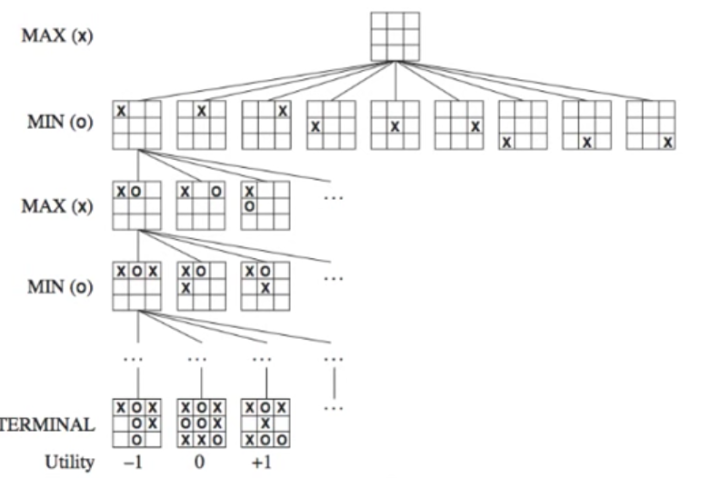 MAX (x)
MIN (o)
X X X X X X X X X
MAX (x)
X O X O X
O
...
MIN (o)
X O X X O X O
X X
...
... ... ... ...
TERMINAL
X O X X O X X O X
O X O O X X
O X X O X O O
...
Utility -1 0 +1